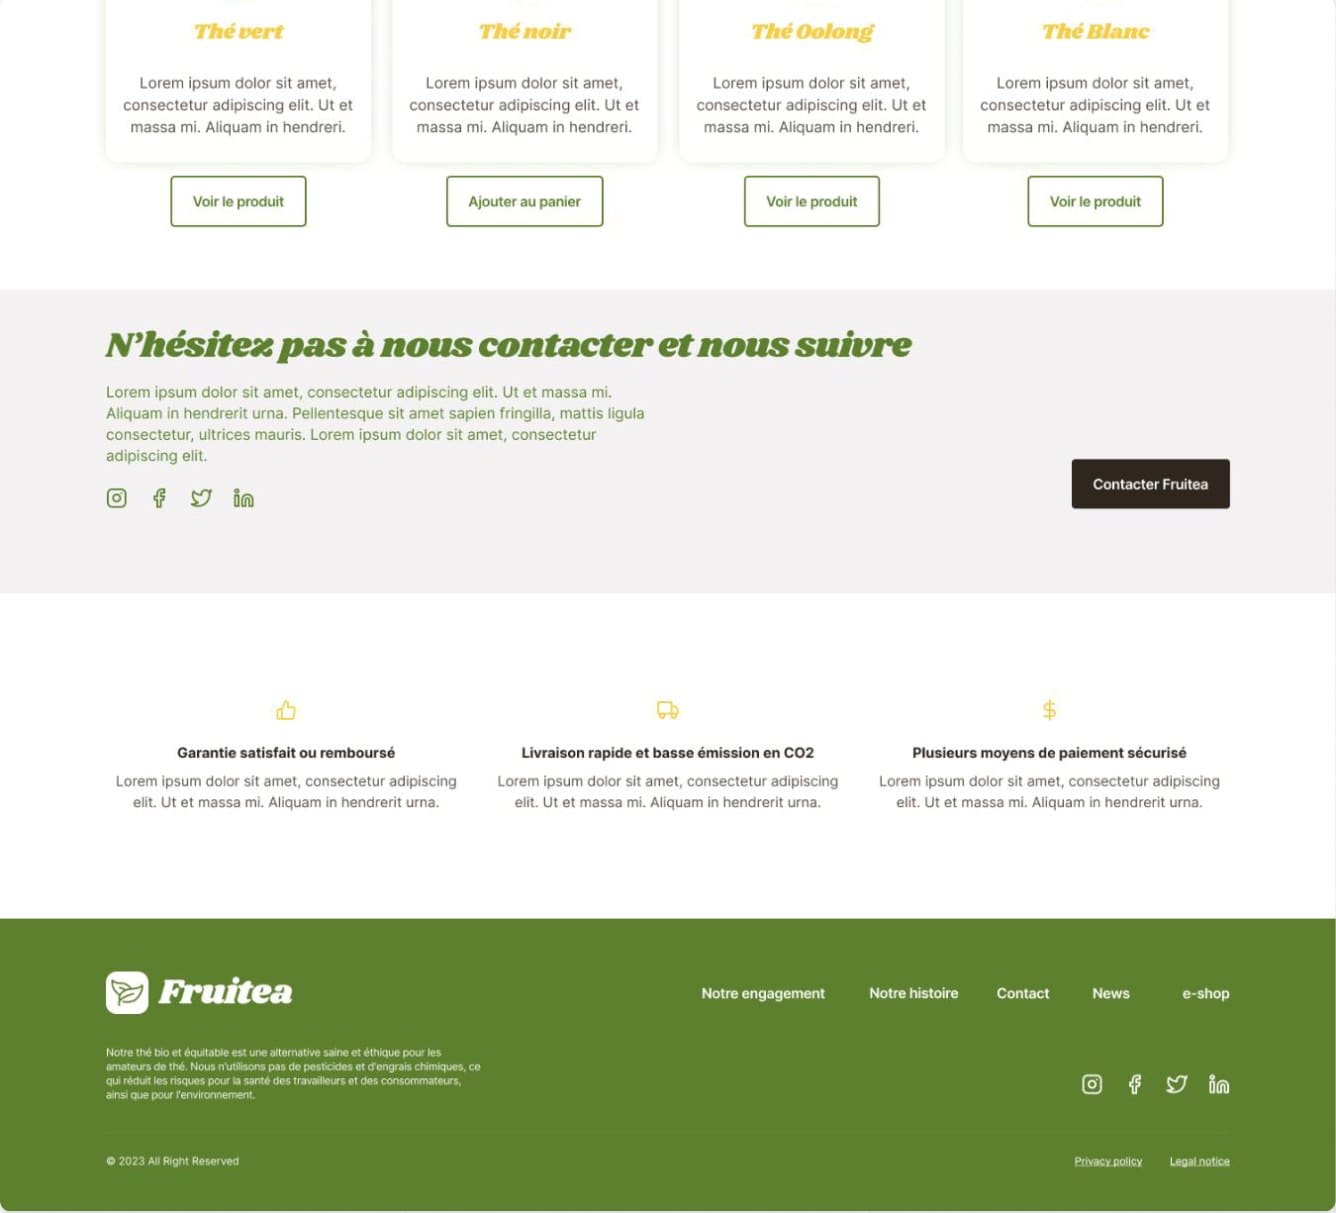 Thé vert
Lorem ipsum dolor sit amet,
consectetur adipiscing elit. Ut et
massa mi. Aliquam in hendreri.
Voir le produit
Thé noir
Lorem ipsum dolor sit amet,
consectetur adipiscing elit. Ut et
massa mi. Aliquam in hendreri.
Ajouter au panier
Thé Oolong
Lorem ipsum dolor sit amet,
consectetur adipiscing elit. Ut et
massa mi. Aliquam in hendreri.
Voir le produit
Thé Blanc
Lorem ipsum dolor sit amet,
consectetur adipiscing elit. Ut et
massa mi. Aliquam in hendreri.
Voir le produit
N'hésitez pas à nous contacter et nous suivre
Lorem ipsum dolor sit amet, consectetur adipiscing elit. Ut et massa mi.
Aliquam in hendrerit urna. Pellentesque sit amet sapien fringilla, mattis ligula
consectetur, ultrices mauris. Lorem ipsum dolor sit amet, consectetur
adipiscing elit.
Contacter Fruitea
Garantie satisfait ou remboursé
Lorem ipsum dolor sit amet, consectetur adipiscing
elit. Ut et massa mi. Aliquam in hendrerit urna.
Livraison rapide et basse émission en CO2
Lorem ipsum dolor sit amet, consectetur adipiscing
elit. Ut et massa mi. Aliquam in hendrerit urna.
Plusieurs moyens de paiement sécurisé
Lorem ipsum dolor sit amet, consectetur adipiscing
elit. Ut et massa mi. Aliquam in hendrerit urna.
Fruitea
Notre engagement
Notre histoire
Contact
News
e-shop
Notre thé bio et équitable est une alternative saine et éthique pour les
amateurs de thé. Nous n'utilisons pas de pesticides et d'engrais chimiques, ce
qui réduit les risques pour la santé des travailleurs et des consommateurs,
ainsi que pour l'environnement.
© 2023 All Right Reserved
Privacy policy
Legal notice